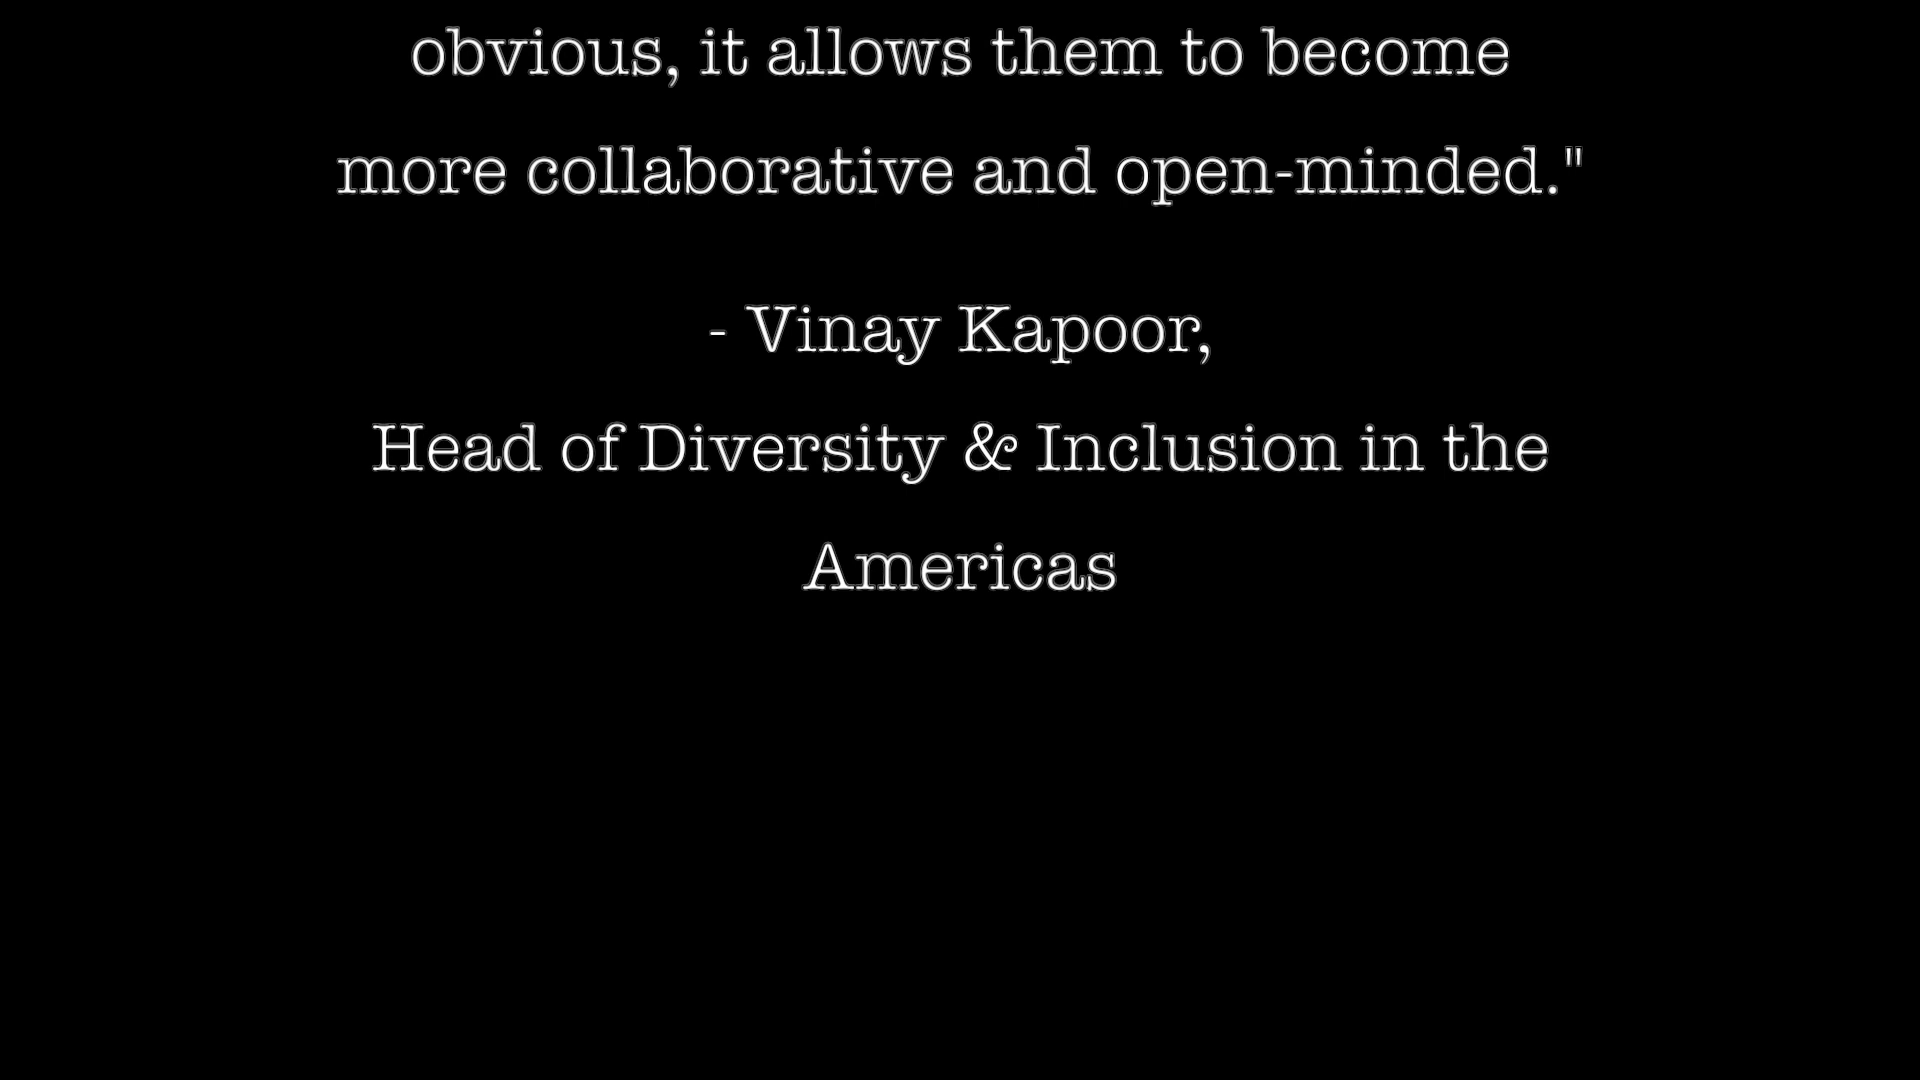 obvious, it allows them to become
more collaborative and open-minded."
- Vinay Kapoor,
Head of Diversity & Inclusion in the
Americas